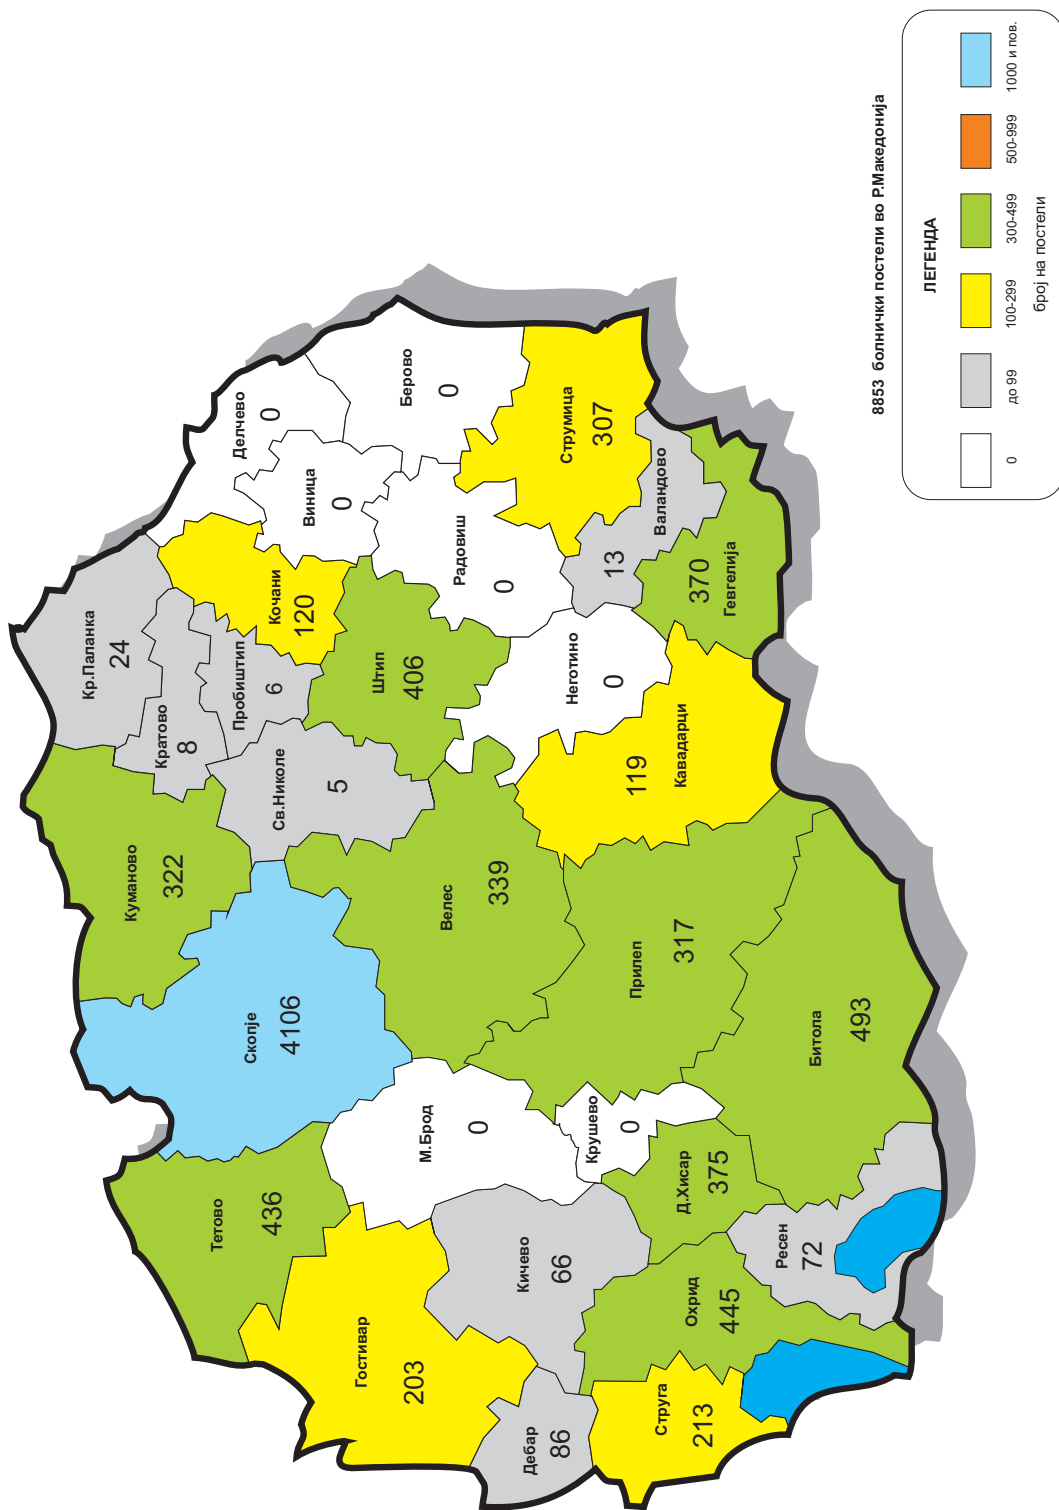 Кр.Паланка
24
Куманово
322
Кратово
8
Пробиштип
6
Делчево
0
Кочани
120
Виница
0
Берово
0
Св.Николе
5
Штип
406
Радовиш
0
Струмица
307
Скопје
4106
Тетово
436
Велес
339
Неготино
0
13
Валандово
370
Гевгелија
119
Кавадарци
Гостивар
203
М.Брод
0
Прилеп
317
Крушево
0
Кичево
66
Дебар
86
Д.Хисар
375
Битола
493
Струга
213
Охрид
445
Ресен
72
8853 болнички постели во Р.Македонија
ЛЕГЕНДА
0
до 99
100-299
300-499
500-999
1000 и пов.
број на постели